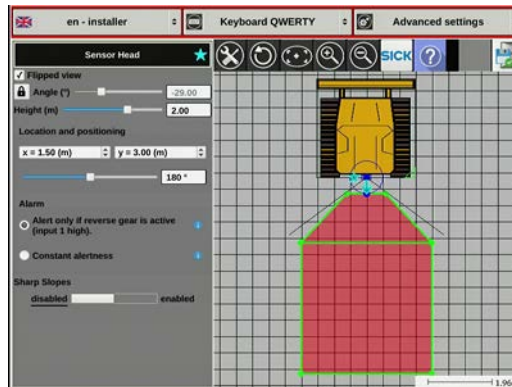 en - installer
Keyboard QWERTY
Advanced settings
Sensor Head
SICK
?
Flipped view
Angle (°)
-29.00
Height (m)
2.00
Location and positioning
x = 1.50 (m)
y = 3.00 (m)
180 °
Alarm
Alert only if reverse gear is active
(input 1 high).
Constant alertness
Sharp Slopes
disabled
enabled
1.96